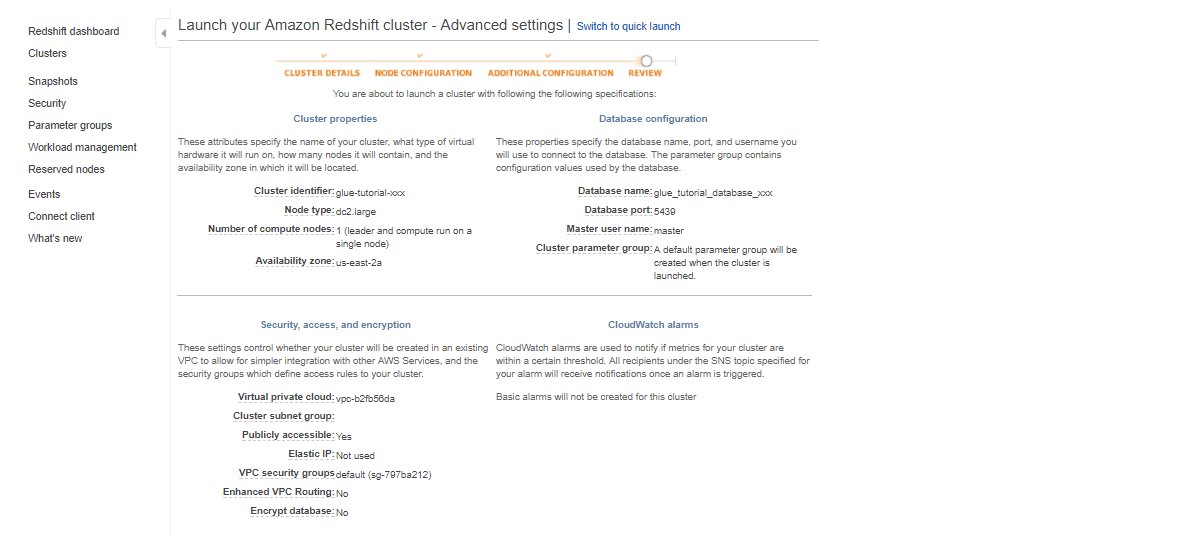 Launch your Amazon Redshift cluster - Advanced settings | Switch to quick launch
Redshift dashboard
Clusters
Snapshots
Security
Parameter groups
Workload management
Reserved nodes
Events
Connect client
What's new
CLUSTER DETAILS NODE CONFIGURATION ADDITIONAL CONFIGURATION REVIEW
You are about to launch a cluster with following the following specifications:
Cluster properties
These attributes specify the name of your cluster, what type of virtual
hardware it will run on, how many nodes it will contain, and the
availability zone in which it will be located.
Cluster identifier: glue-tutorial-xxx
Node type: dc2.large
Number of compute nodes: 1 (leader and compute run on a
single node)
Availability zone: us-east-2a
Database configuration
These properties specify the database name, port, and username you
will use to connect to the database. The parameter group contains
configuration values used by the database.
Database name: glue_tutorial_database_xxx
Database port: 5439
Master user name: master
Cluster parameter group: A default parameter group will be
created when the cluster is
launched.
Security, access, and encryption
These settings control whether your cluster will be created in an existing
VPC to allow for simpler integration with other AWS Services, and the
security groups which define access rules to your cluster.
Virtual private cloud: vpc-b2fb56da
Cluster subnet group:
Publicly accessible: Yes
Elastic IP: Not used
VPC security groups default (sg-797ba212)
Enhanced VPC Routing: No
Encrypt database: No
CloudWatch alarms
CloudWatch alarms are used to notify if metrics for your cluster are
within a certain threshold. All recipients under the SNS topic specified for
your alarm will receive notifications once an alarm is triggered.
Basic alarms will not be created for this cluster